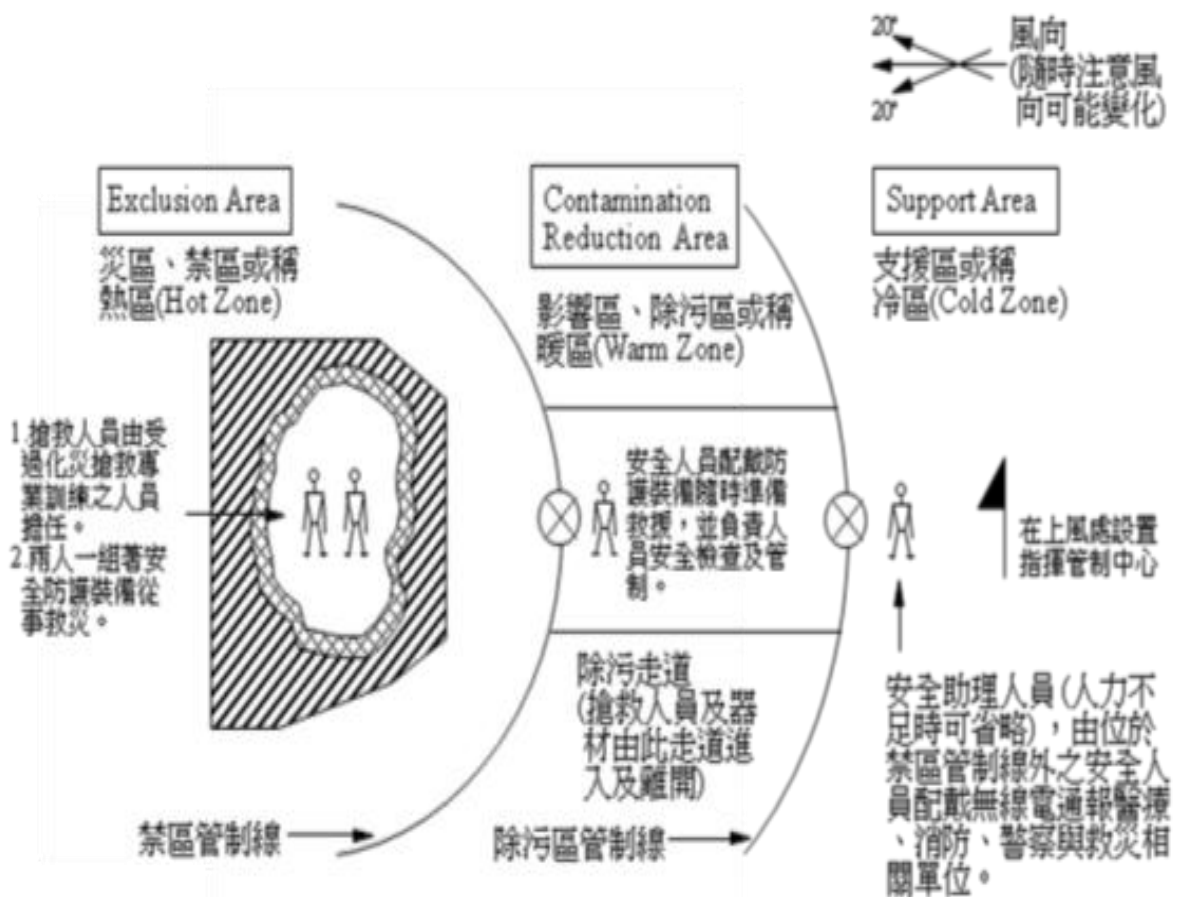 20°
20°
風向
(隨時注意風
向可能變化)
Exclusion Area
災區、禁區或稱
熱區(Hot Zone)
Contamination
Reduction Area
影響區、除污區或稱
暖區(Warm Zone)
Support Area
支援區或稱
冷區(Cold Zone)
1.搶救人員由受
過化災搶救專
業訓練之人員
擔任。
2.兩人一組著安
全防護裝備從
事救災。
安全人員配戴防
護裝備隨時準備
救援，並負責人
員安全檢查及管
制。
在上風處設置
指揮管制中心
除污走道
(搶救人員及器
材由此走道進
入及離開)
安全助理人員(人力不
足時可省略)，由位於
禁區管制線外之安全人
員配戴無線電通報醫療
、消防、警察與救災相
關單位。
禁區管制線
除污區管制線